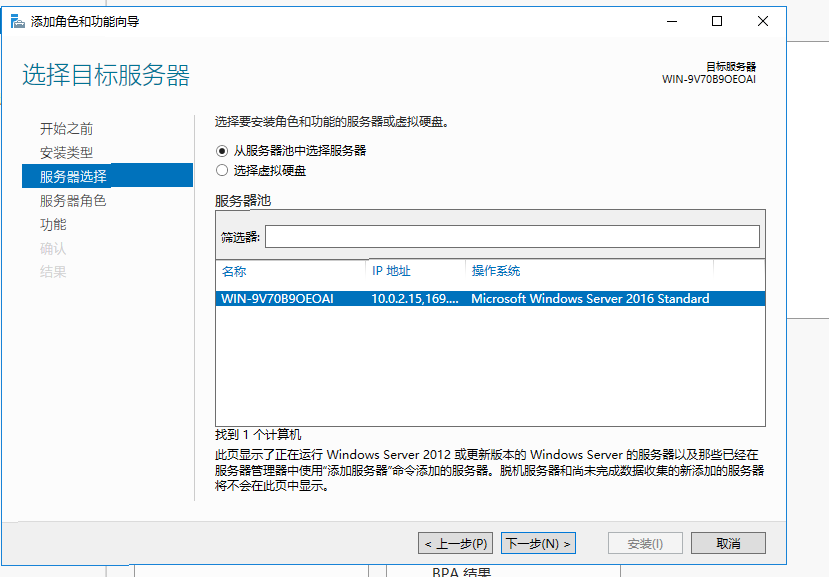 添加角色和功能向导
选择目标服务器
目标服务器
WIN-9V70B9OEOAI
开始之前
安装类型
服务器选择
服务器角色
功能
确认
结果
选择要安装角色和功能的服务器或虚拟硬盘。
从服务器池中选择服务器
选择虚拟硬盘
服务器池
筛选器:
名称 IP 地址 操作系统
WIN-9V70B9OEOAI 10.0.2.15,169.... Microsoft Windows Server 2016 Standard
找到 1 个计算机
此页显示了正在运行 Windows Server 2012 或更新版本的 Windows Server 的服务器以及那些已经在
服务器管理器中使用"添加服务器"命令添加的服务器。脱机服务器和尚未完成数据收集的新添加的服务器
将不会在此页中显示。
< 上一步(P) 下一步(N) > 安装(I) 取消
BPA 结果